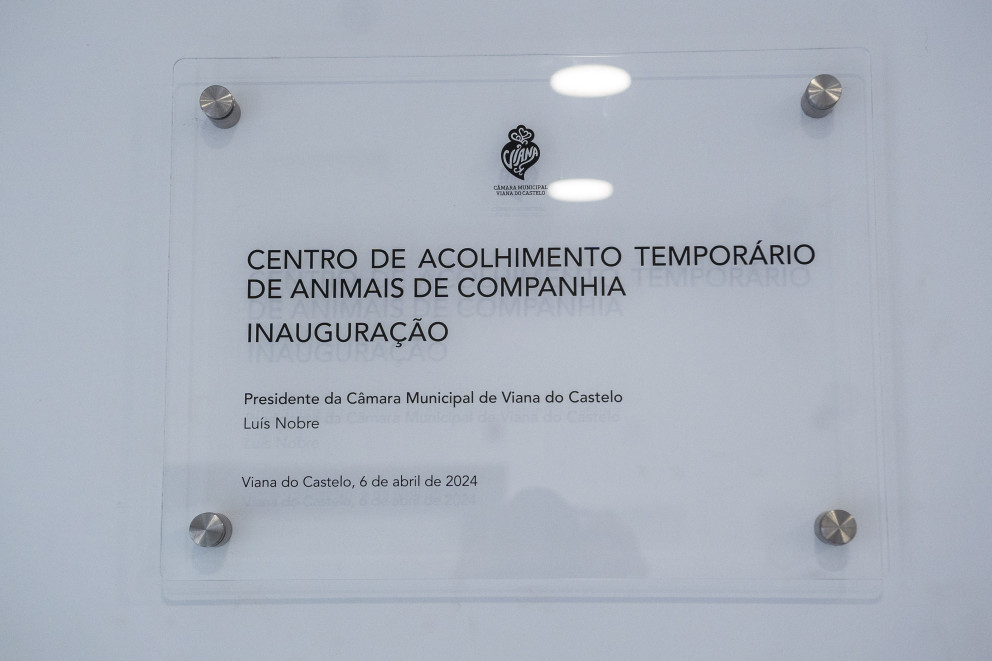 VIANA
CÂMARA MUNICIPAL
VIANA DO CASTELO
CENTRO DE ACOLHIMENTO TEMPORÁRIO
DE ANIMAIS DE COMPANHIA
INAUGURAÇÃO
Presidente da Câmara Municipal de Viana do Castelo
Luís Nobre
Viana do Castelo, 6 de abril de 2024